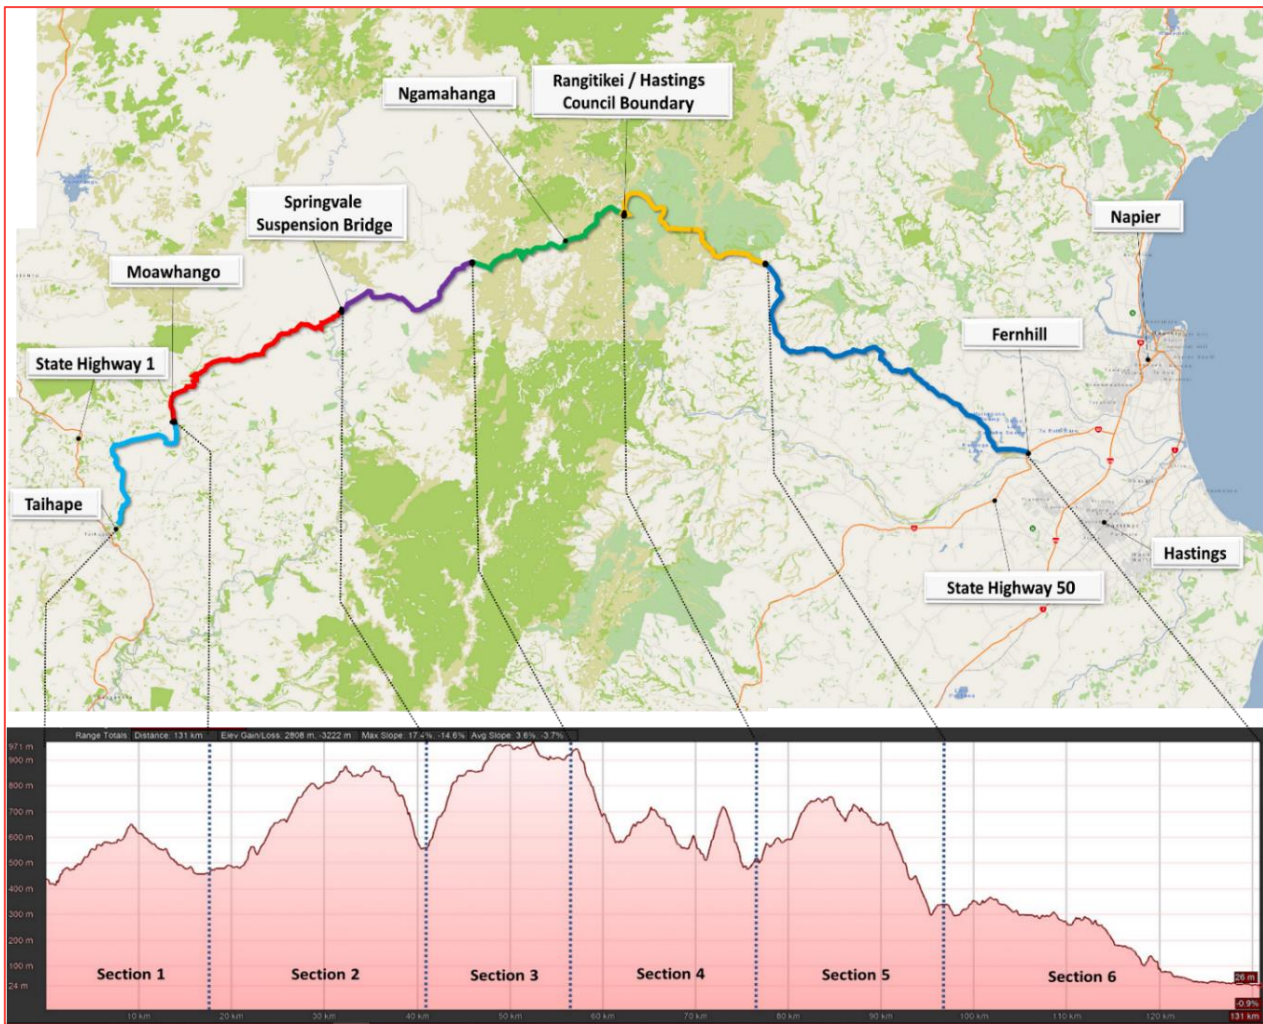 Rangitikei / Hastings
Council Boundary
Ngamahanga
Springvale
Suspension Bridge
Napier
Moawhango
Fernhill
State Highway 1
Taihape
Hastings
State Highway 50
Range Totals Distance: 131 km Elev Gain/Loss: 2808 m, -3222 m Max Slope: 17.4%, -14.6% Avg Slope: 3.6%, -3.7%
971 m
900 m
800 m
700 m
600 m
500 m
400 m
300 m
200 m
100 m
24 m
Section 1
Section 2
Section 3
Section 4
Section 5
Section 6
26 m
-0.9%
10 km
20 km
30 km
40 km
50 km
60 km
70 km
80 km
90 km
100 km
110 km
120 km
131 km